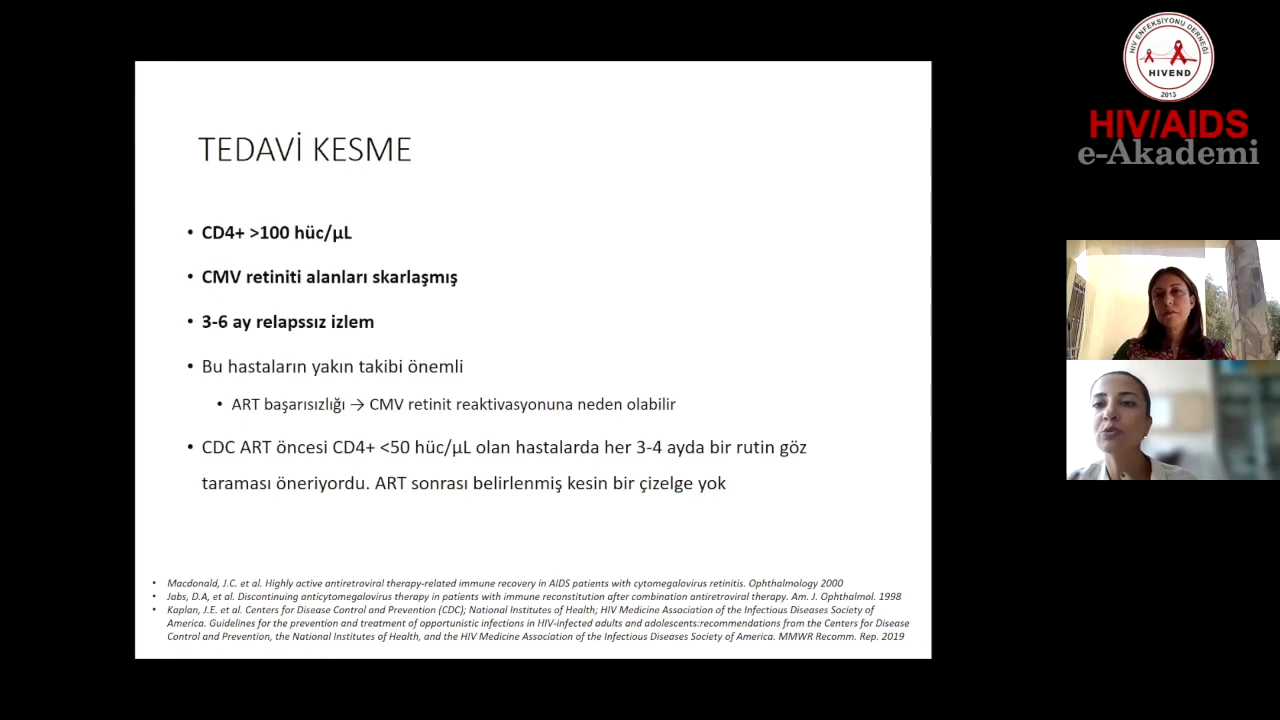 TEDAVİ KESME
• CD4+ >100 hüc/µL
• CMV retiniti alanları skarlaşmış
• 3-6 ay relapssız izlem
• Bu hastaların yakın takibi önemli
• ART başarısızlığı → CMV retinit reaktivasyonuna neden olabilir
• CDC ART öncesi CD4+ <50 hüc/µL olan hastalarda her 3-4 ayda bir rutin göz
taraması öneriyordu. ART sonrası belirlenmiş kesin bir çizelge yok
• Macdonald, J.C. et al. Highly active antiretroviral therapy-related immune recovery in AIDS patients with cytomegalovirus retinitis. Ophthalmology 2000
• Jabs, D.A, et al. Discontinuing anticytomegalovirus therapy in patients with immune reconstitution after combination antiretroviral therapy. Am. J. Ophthalmol. 1998
• Kaplan, J.E. et al. Centers for Disease Control and Prevention (CDC); National Institutes of Health; HIV Medicine Association of the Infectious Diseases Society of
America. Guidelines for the prevention and treatment of opportunistic infections in HIV-infected adults and adolescents:recommendations from the Centers for Disease
Control and Prevention, the National Institutes of Health, and the HIV Medicine Association of the Infectious Diseases Society of America. MMWR Recomm. Rep. 2019
HIV ENFEKSİYONU DERNEĞİ
HIVEND
2013
HIV/AIDS
e-Akademi